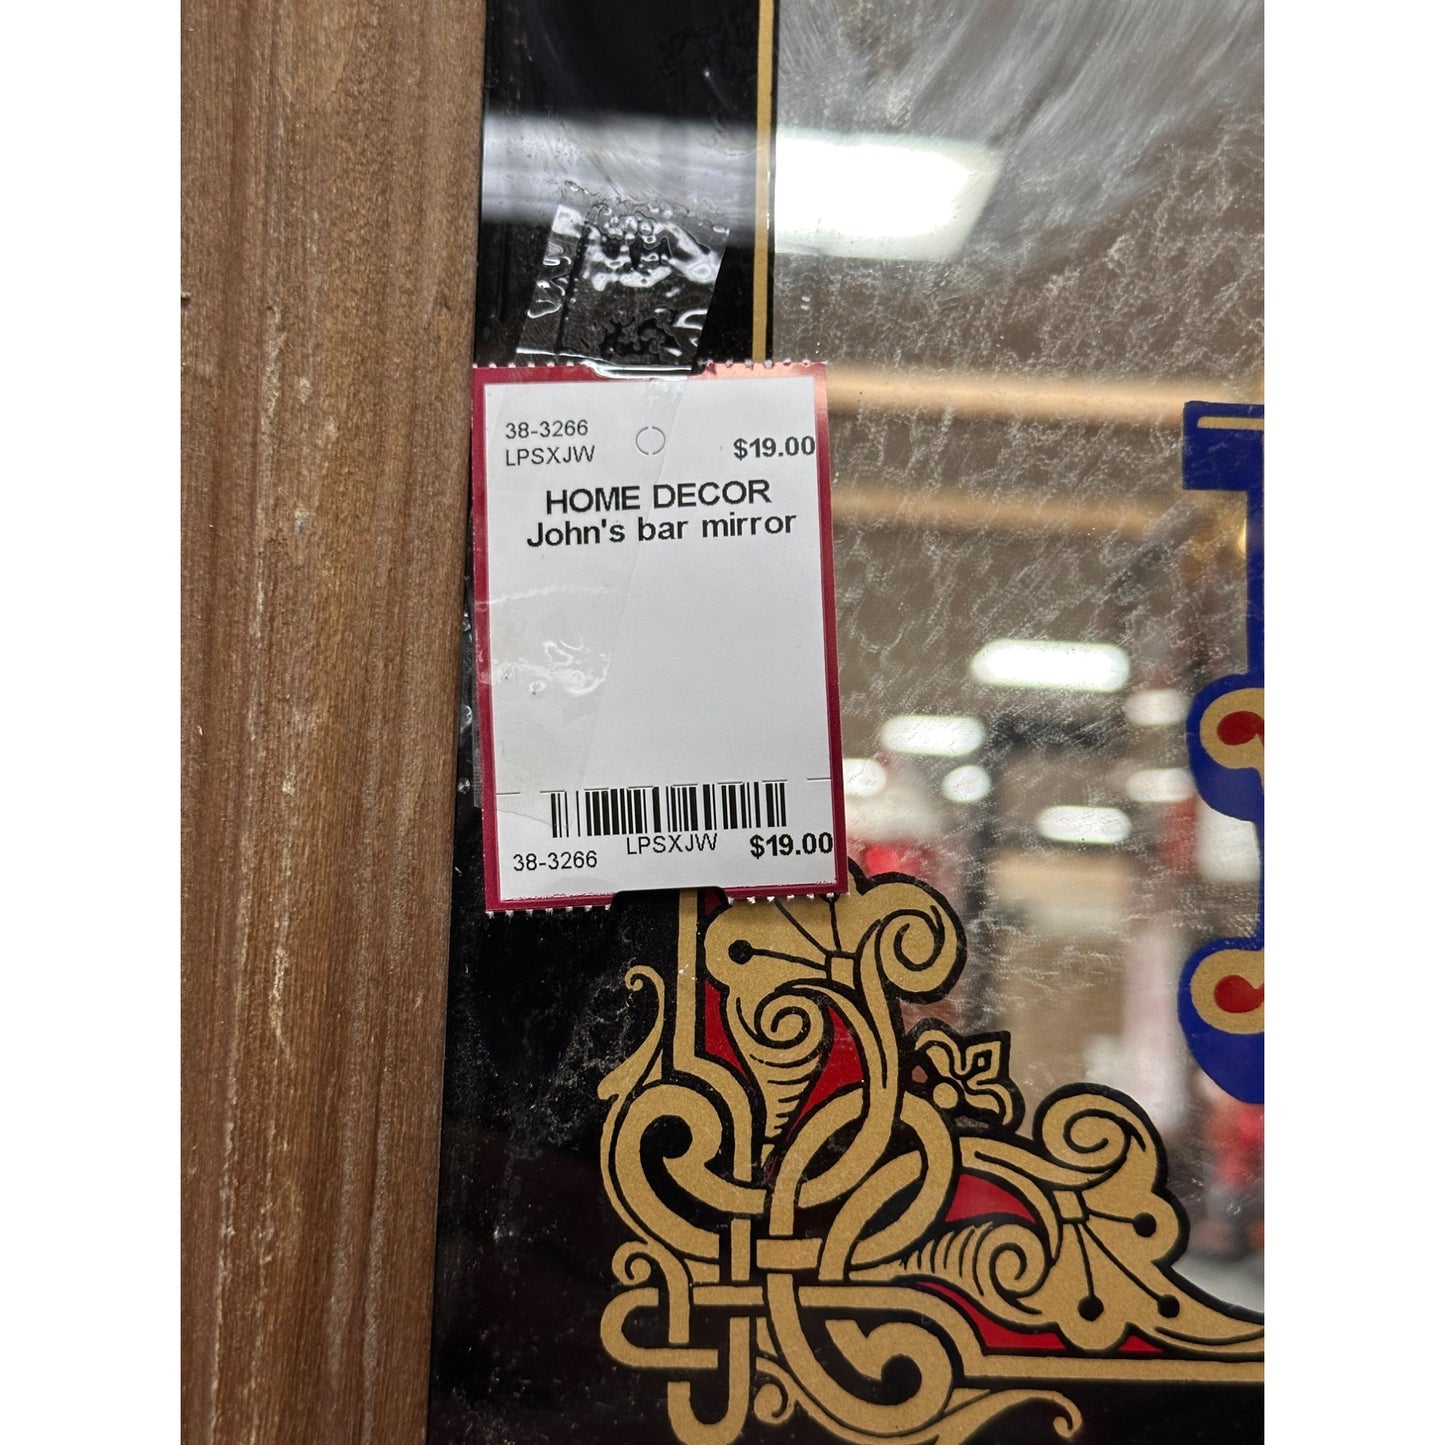 38-3266
LPSXJW
$19.00
HOME DECOR
John's bar mirror
LPSXJW
38-3266
$19.00